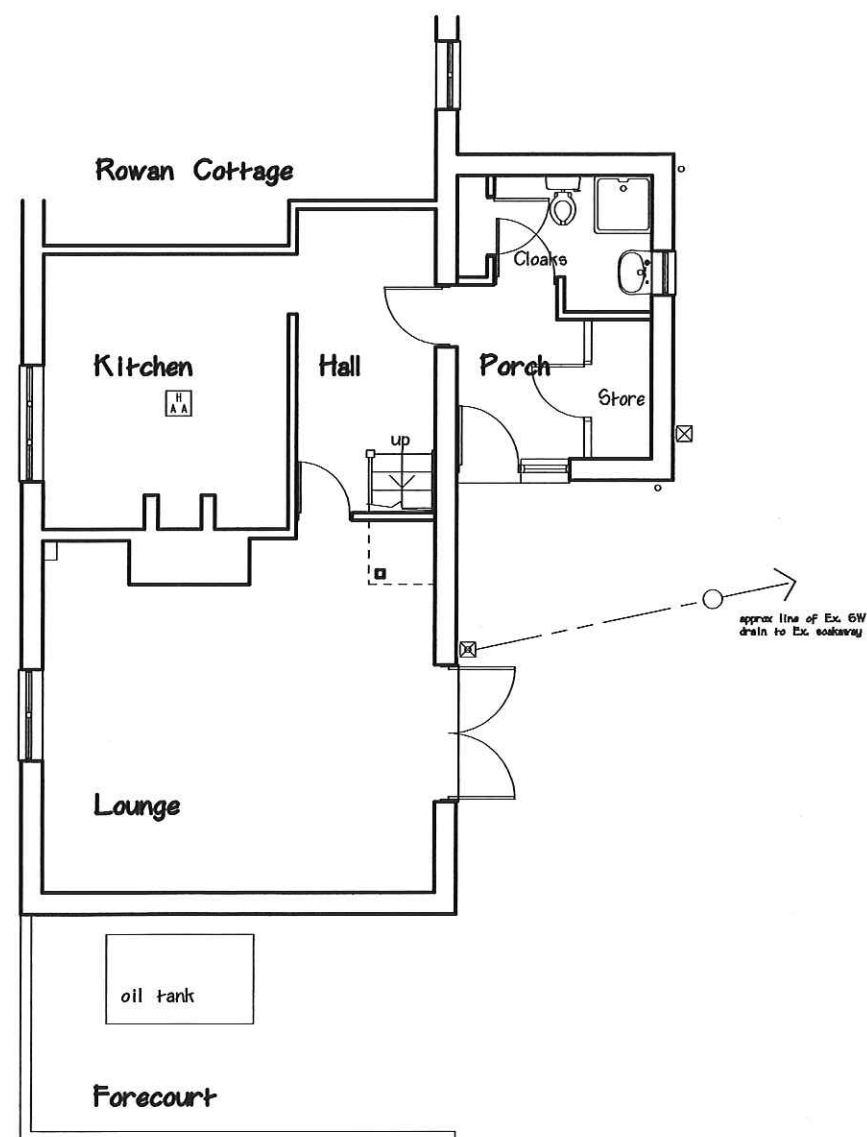 Rowan Cottage
Cloaks
Kitchen
Hall
Porch
Store
H
A A
up
approx line of Ex. SW
drain to Ex. soakaway
Lounge
oil tank
Forecourt